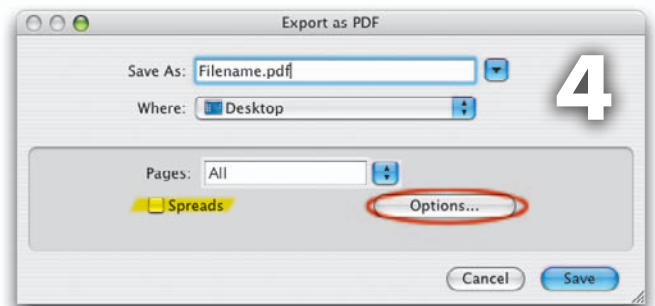 Export as PDF
Save As: Filename.pdf
4
Where: Desktop
Pages: All
Spreads Options...
Cancel Save